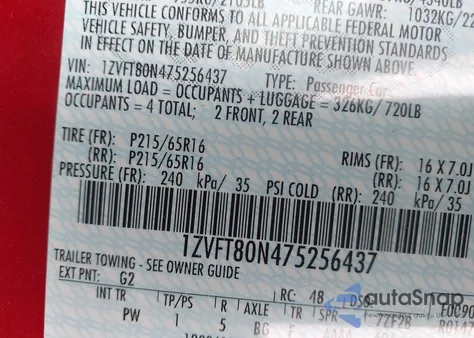 REAR GAWR:
THIS VEHICLE CONFORMS TO ALL APPLICABLE FEDERAL MOTOR
VEHICLE SAFETY, BUMPER, AND THEFT PREVENTION STANDARDS
IN EFFECT ON THE DATE OF MANUFACTURE SHOWN ABOVE.
VIN: 1ZVFT80N475256437 TYPE: Passenger Car
MAXIMUM LOAD = OCCUPANTS + LUGGAGE = 326KG/ 720LB
OCCUPANTS = 4 TOTAL; 2 FRONT, 2 REAR
TIRE (FR): P215/65R16 RIMS (FR): 16 X 7.0J
(RR): P215/65R16 (RR): 16 X 7.0J
PRESSURE (FR): 240 kPa/ 35 PSI COLD (RR): 240 kPa/ 35
1ZVFT80N475256437
TRAILER TOWING - SEE OWNER GUIDE
EXT PNT: G2 RC: 48 DSO:
INT TR TP/PS R AXLE TR SPR
PW 1 5 BG F
autoSnap